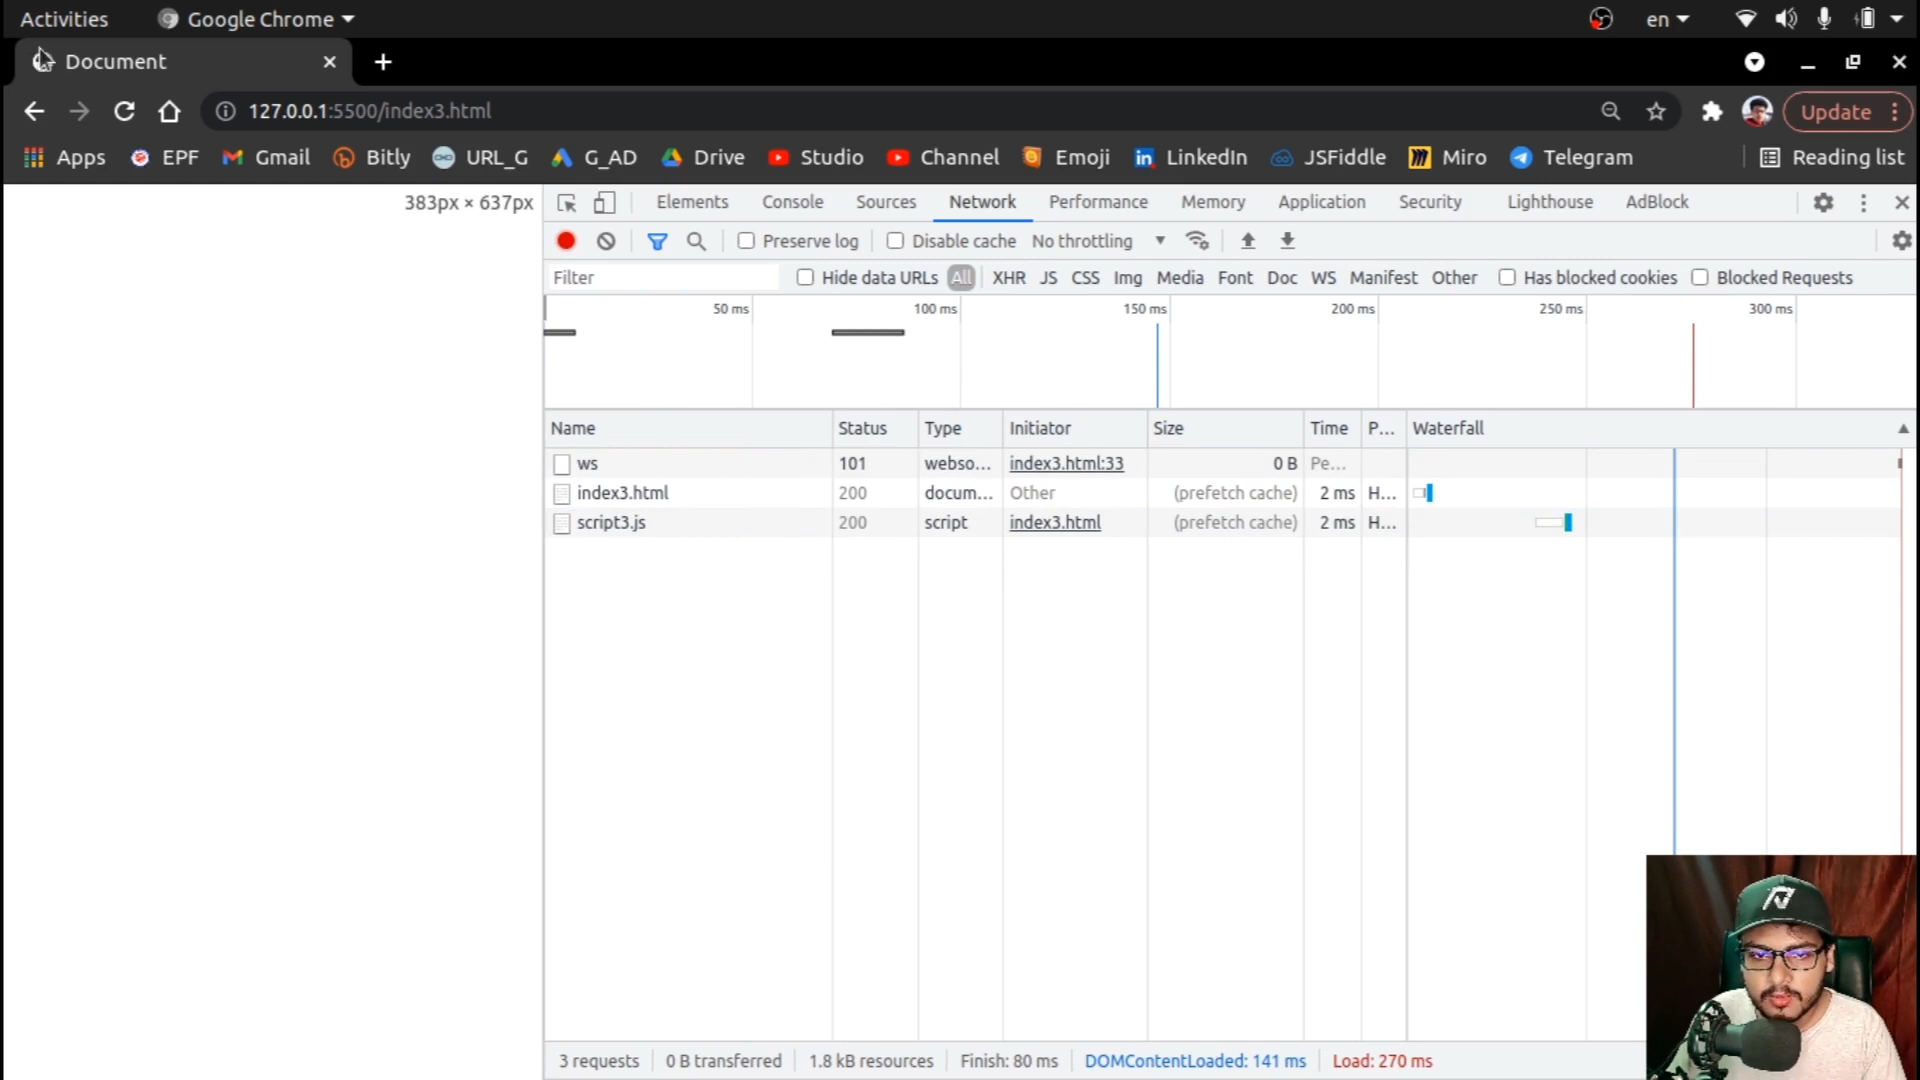 Activities Google Chrome en
Document
127.0.0.1:5500/index3.html Update
Apps EPF Gmail Bitly URL_G G_AD Drive Studio Channel Emoji LinkedIn JSFiddle Miro Telegram Reading list
383px × 637px Elements Console Sources Network Performance Memory Application Security Lighthouse AdBlock
Preserve log Disable cache No throttling
Filter Hide data URLs All XHR JS CSS Img Media Font Doc WS Manifest Other Has blocked cookies Blocked Requests
50 ms 100 ms 150 ms 200 ms 250 ms 300 ms
Name Status Type Initiator Size Time P... Waterfall
ws 101 webso... index3.html:33 0 B Pe...
index3.html 200 docum... Other (prefetch cache) 2 ms H...
script3.js 200 script index3.html (prefetch cache) 2 ms H...
3 requests 0 B transferred 1.8 kB resources Finish: 80 ms DOMContentLoaded: 141 ms Load: 270 ms